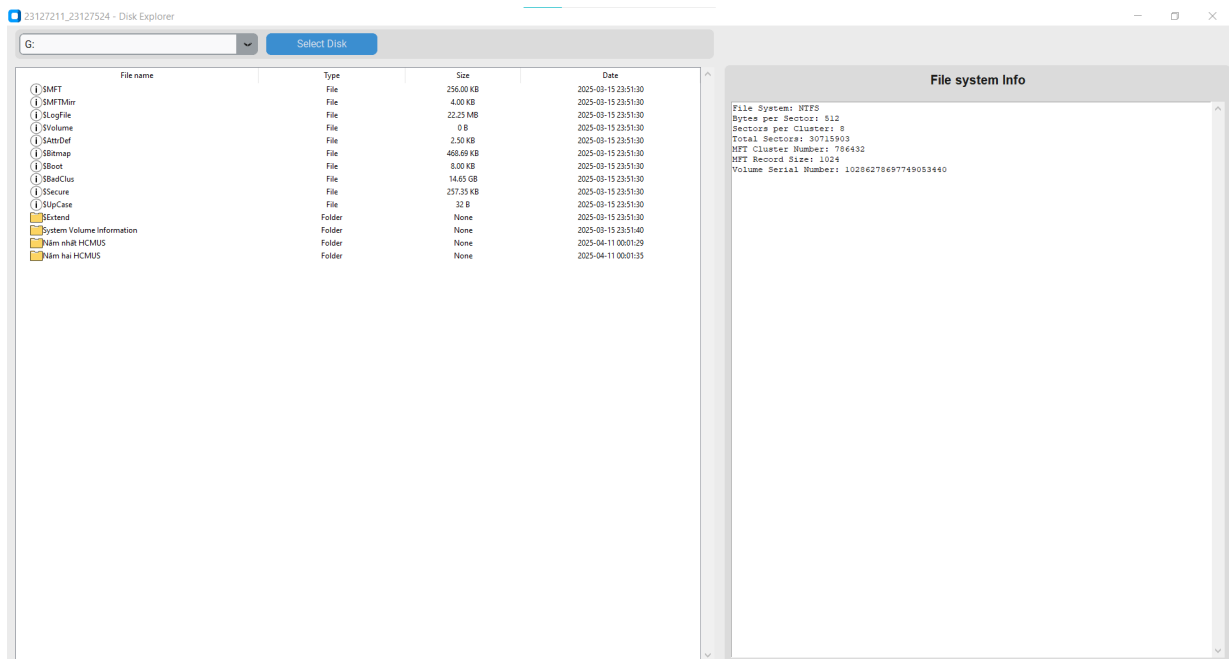 23127211_23127524 - Disk Explorer
G:
Select Disk
File name Type Size Date
$MFT File 256.00 KB 2025-03-15 23:51:30
$MFTMirr File 4.00 KB 2025-03-15 23:51:30
$LogFile File 22.25 MB 2025-03-15 23:51:30
$Volume File 0 B 2025-03-15 23:51:30
$AttrDef File 2.50 KB 2025-03-15 23:51:30
$Bitmap File 468.69 KB 2025-03-15 23:51:30
$Boot File 8.00 KB 2025-03-15 23:51:30
$BadClus File 14.65 GB 2025-03-15 23:51:30
$Secure File 257.35 KB 2025-03-15 23:51:30
$UpCase File 32 B 2025-03-15 23:51:30
$Extend Folder None 2025-03-15 23:51:30
System Volume Information Folder None 2025-03-15 23:51:40
Năm nhất HCMUS Folder None 2025-04-11 00:01:29
Năm hai HCMUS Folder None 2025-04-11 00:01:35
File system Info
File System: NTFS
Bytes per Sector: 512
Sectors per Cluster: 8
Total Sectors: 30715903
MFT Cluster Number: 786432
MFT Record Size: 1024
Volume Serial Number: 10286278697749053440